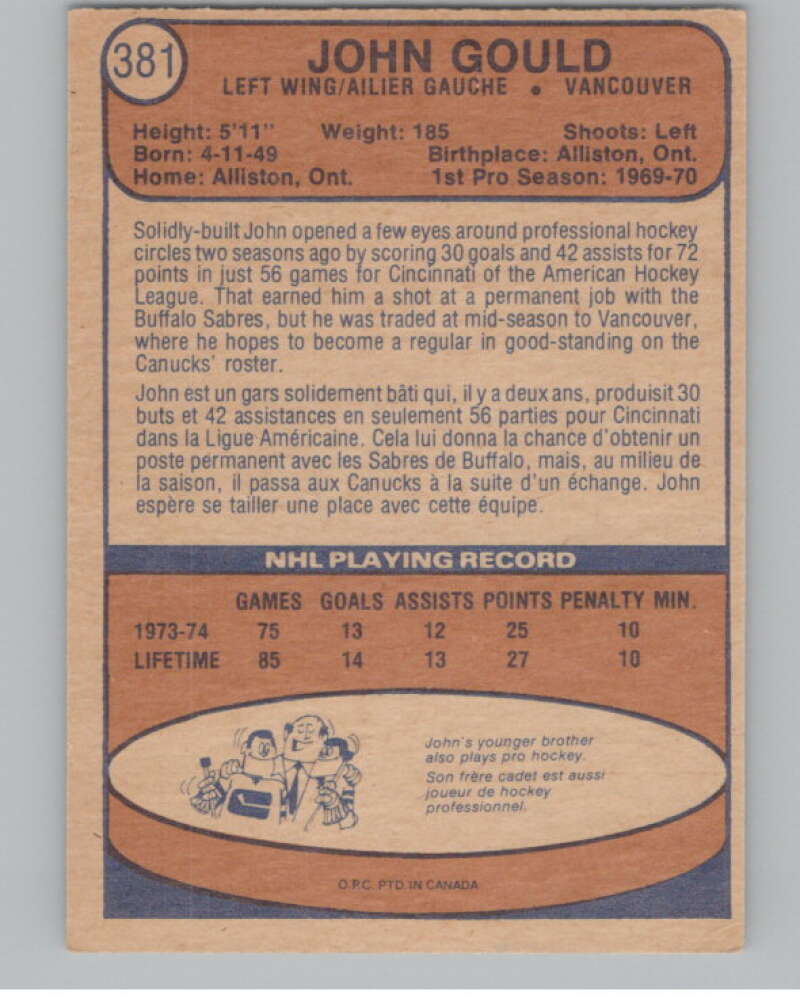 381
JOHN GOULD
LEFT WING/AILIER GAUCHE • VANCOUVER
Height: 5'11" Weight: 185 Shoots: Left
Born: 4-11-49 Birthplace: Alliston, Ont.
Home: Alliston, Ont. 1st Pro Season: 1969-70
Solidly-built John opened a few eyes around professional hockey
circles two seasons ago by scoring 30 goals and 42 assists for 72
points in just 56 games for Cincinnati of the American Hockey
League. That earned him a shot at a permanent job with the
Buffalo Sabres, but he was traded at mid-season to Vancouver,
where he hopes to become a regular in good-standing on the
Canucks' roster.
John est un gars solidement bâti qui, il y a deux ans, produisit 30
buts et 42 assistances en seulement 56 parties pour Cincinnati
dans la Ligue Américaine. Cela lui donna la chance d'obtenir un
poste permanent avec les Sabres de Buffalo, mais, au milieu de
la saison, il passa aux Canucks à la suite d'un échange. John
espère se tailler une place avec cette équipe.
NHL PLAYING RECORD
GAMES GOALS ASSISTS POINTS PENALTY MIN.
1973-74 75 13 12 25 10
LIFETIME 85 14 13 27 10
John's younger brother
also plays pro hockey.
Son frère cadet est aussi
joueur de hockey
professionnel.
O.P.C. PTD. IN CANADA